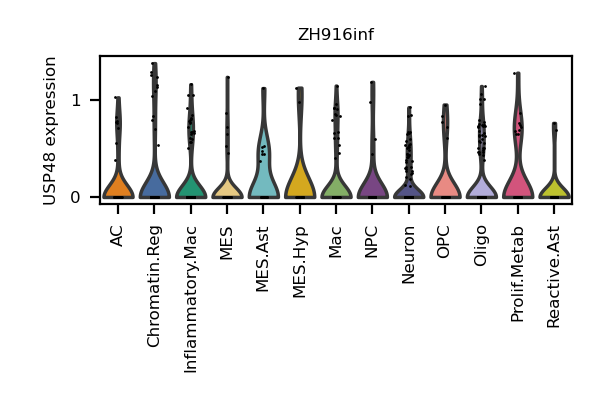 ZH916inf
USP48 expression
1
0
AC
Chromatin.Reg
Inflammatory.Mac
MES
MES.Ast
MES.Hyp
Mac
NPC
Neuron
OPC
Oligo
Prolif.Metab
Reactive.Ast